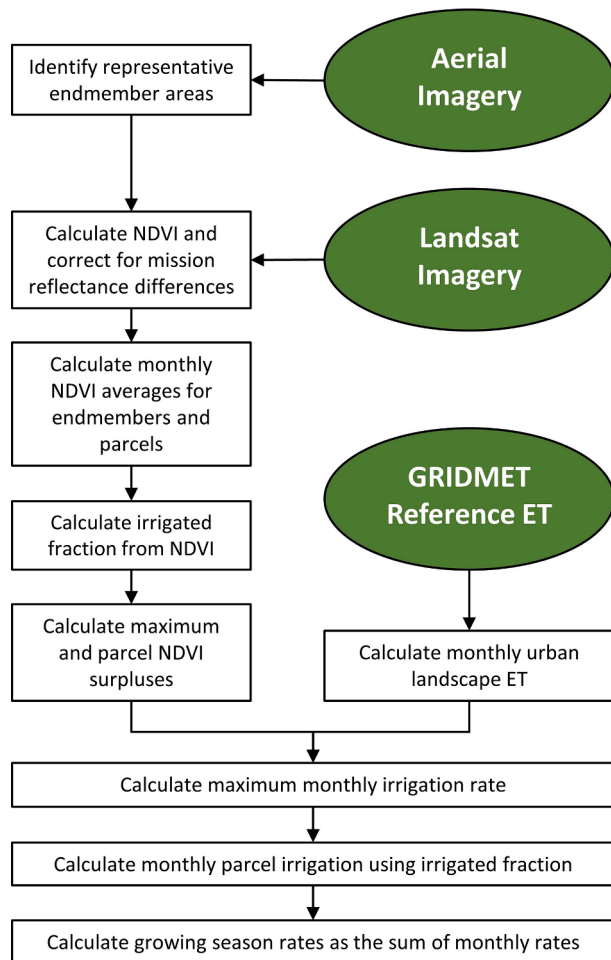 Identify representative
endmember areas
Aerial
Imagery
Calculate NDVI and
correct for mission
reflectance differences
Landsat
Imagery
Calculate monthly
NDVI averages for
endmembers and
parcels
GRIDMET
Reference ET
Calculate irrigated
fraction from NDVI
Calculate maximum
and parcel NDVI
surpluses
Calculate monthly urban
landscape ET
Calculate maximum monthly irrigation rate
Calculate monthly parcel irrigation using irrigated fraction
Calculate growing season rates as the sum of monthly rates